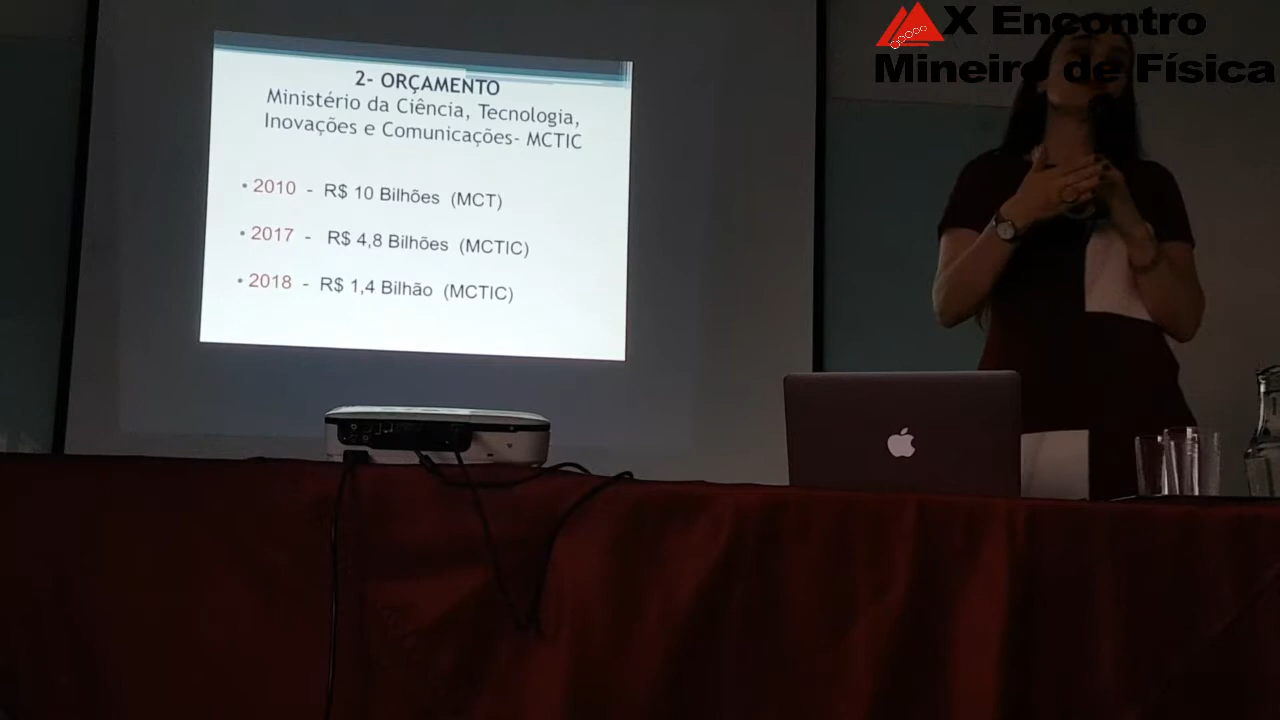 X Encontro
Mineiro de Física
2- ORÇAMENTO
Ministério da Ciência, Tecnologia,
Inovações e Comunicações- MCTIC
• 2010 - R$ 10 Bilhões (MCT)
• 2017 - R$ 4,8 Bilhões (MCTIC)
• 2018 - R$ 1,4 Bilhão (MCTIC)